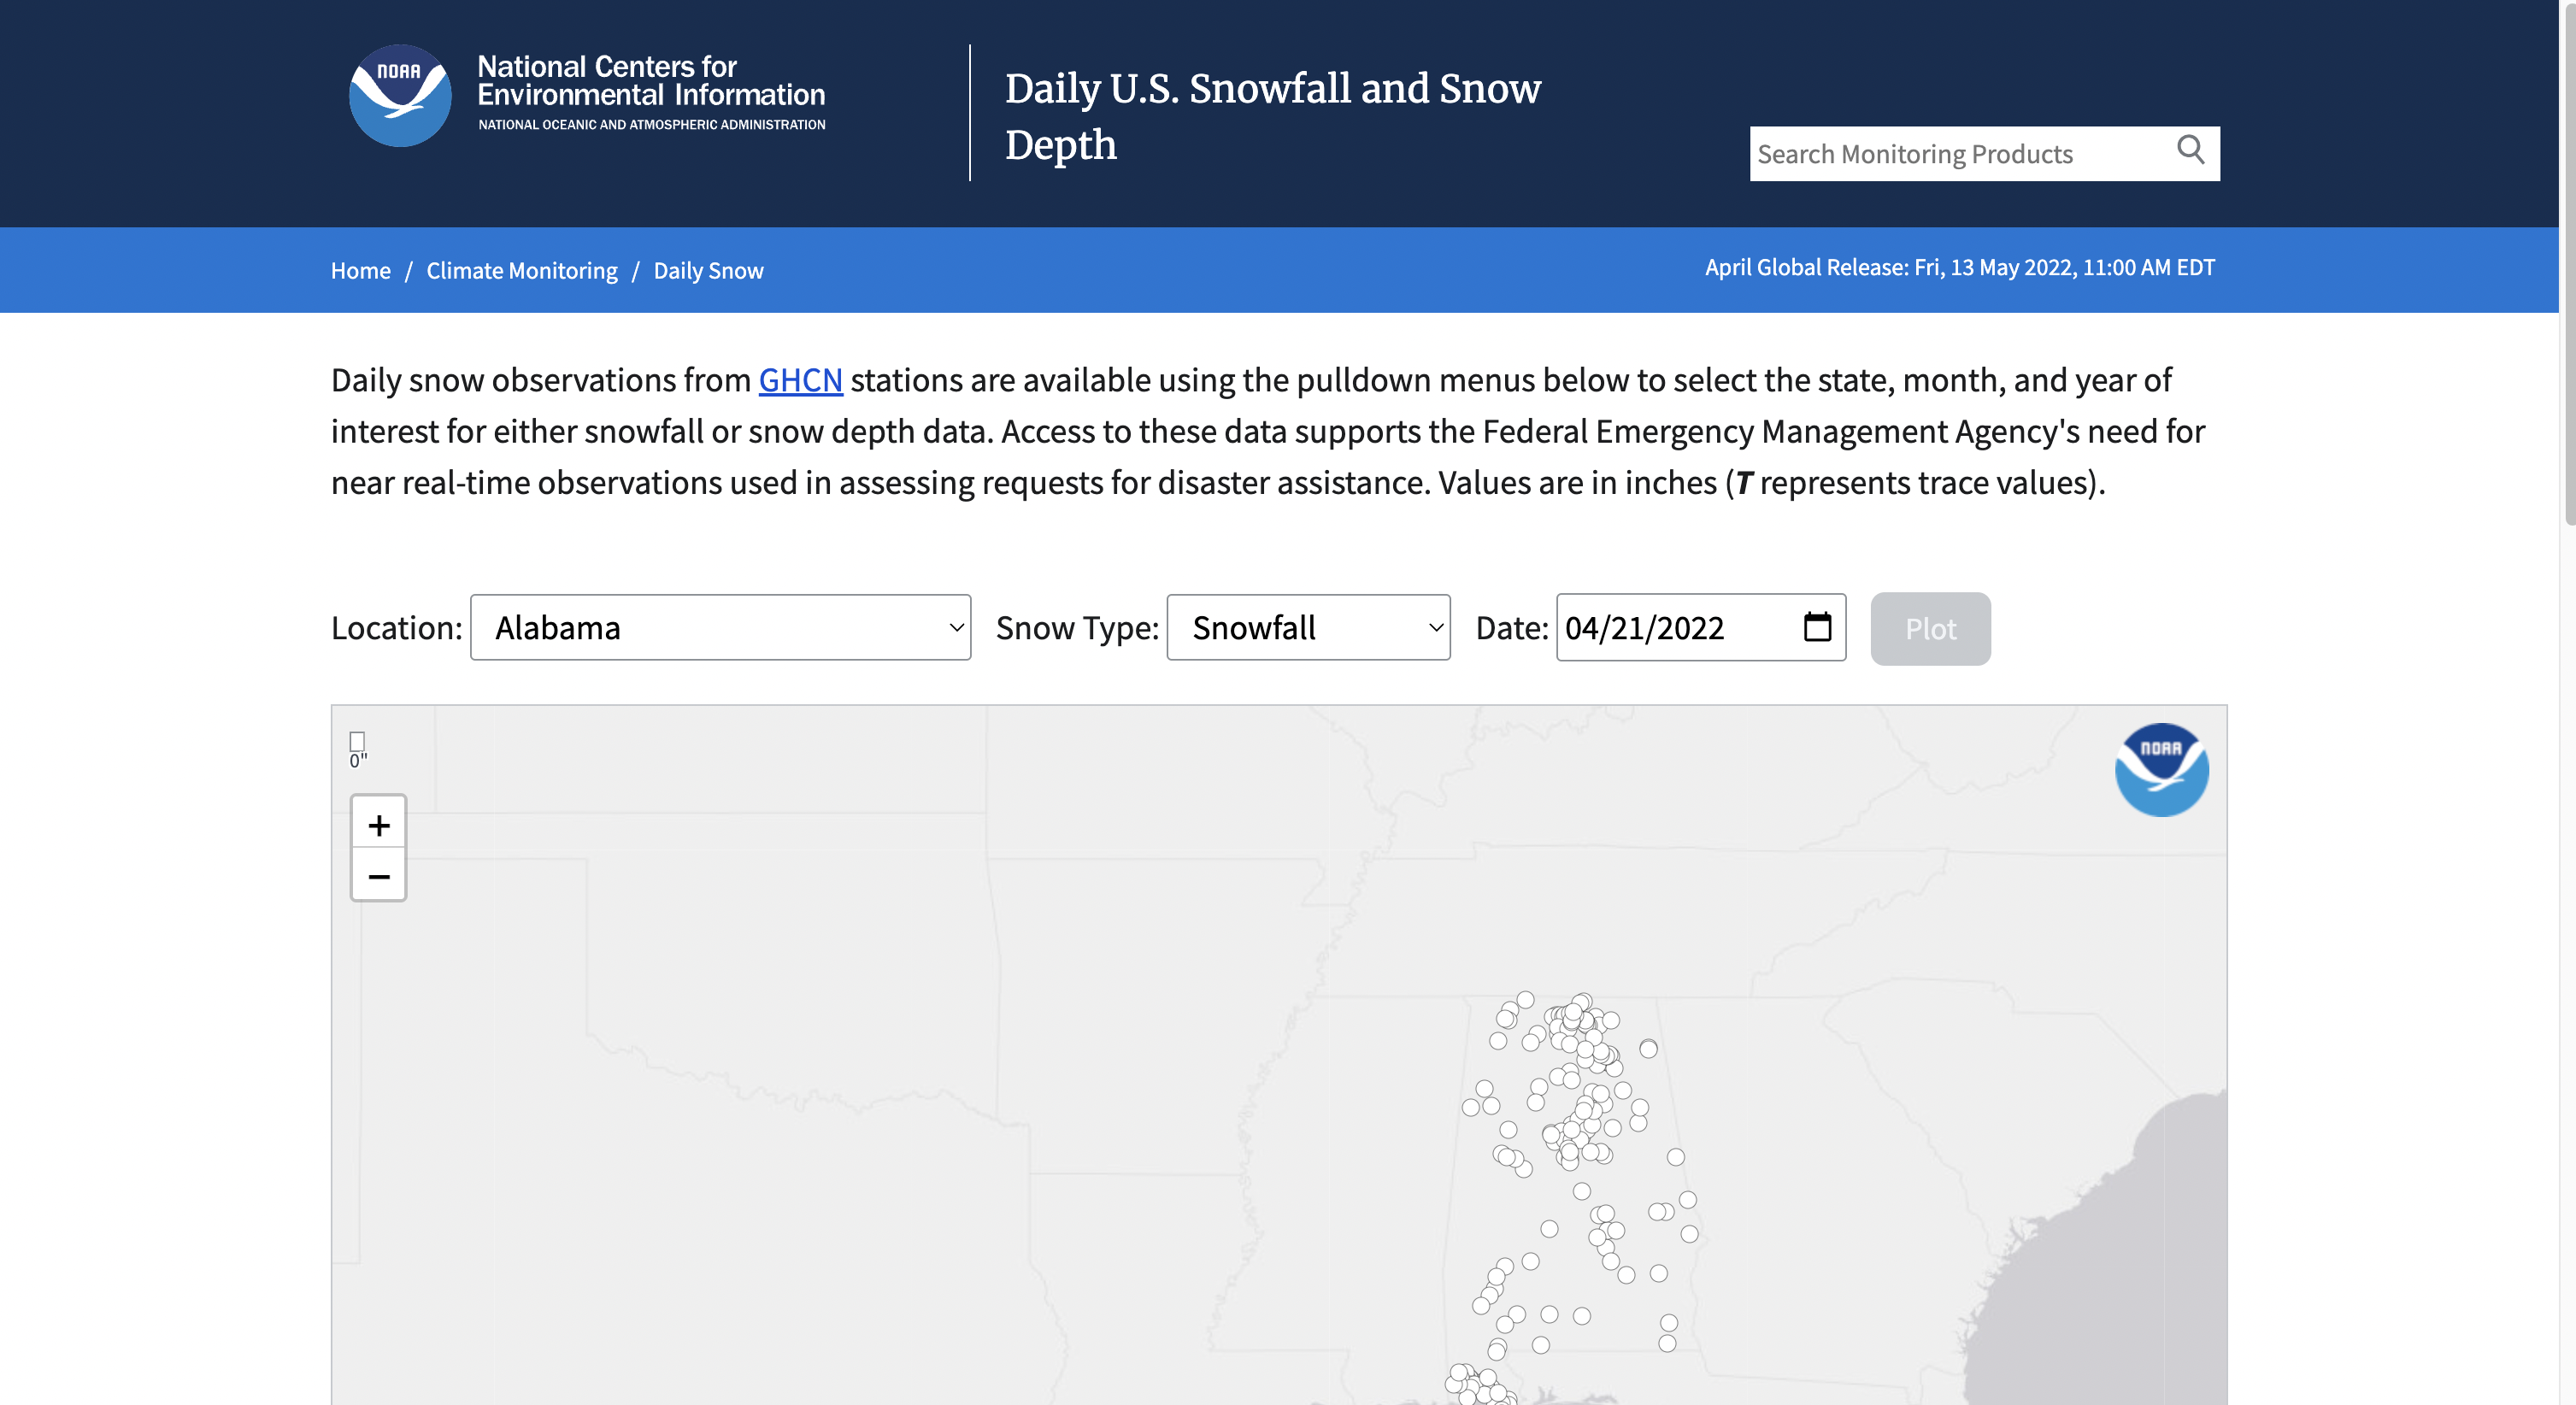 NOAA
National Centers for
Environmental Information
NATIONAL OCEANIC AND ATMOSPHERIC ADMINISTRATION
Daily U.S. Snowfall and Snow
Depth
Search Monitoring Products
Home / Climate Monitoring / Daily Snow
April Global Release: Fri, 13 May 2022, 11:00 AM EDT
Daily snow observations from GHCN stations are available using the pulldown menus below to select the state, month, and year of
interest for either snowfall or snow depth data. Access to these data supports the Federal Emergency Management Agency's need for
near real-time observations used in assessing requests for disaster assistance. Values are in inches (T represents trace values).
Location: Alabama Snow Type: Snowfall Date: 04/21/2022 Plot
0"
+
−
NOAA